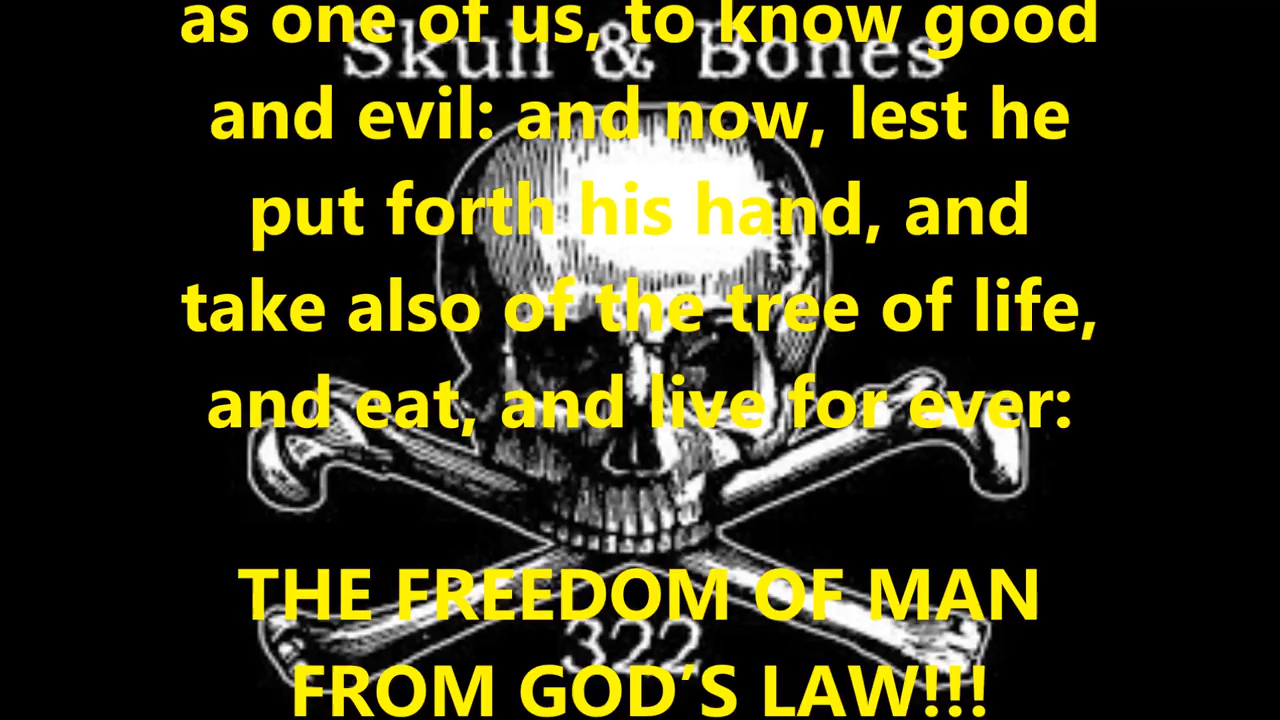 as one of us, to know good
Skull & Bones
and evil: and now, lest he
put forth his hand, and
take also of the tree of life,
and eat, and live for ever:
THE FREEDOM OF MAN
322
FROM GOD’S LAW!!!